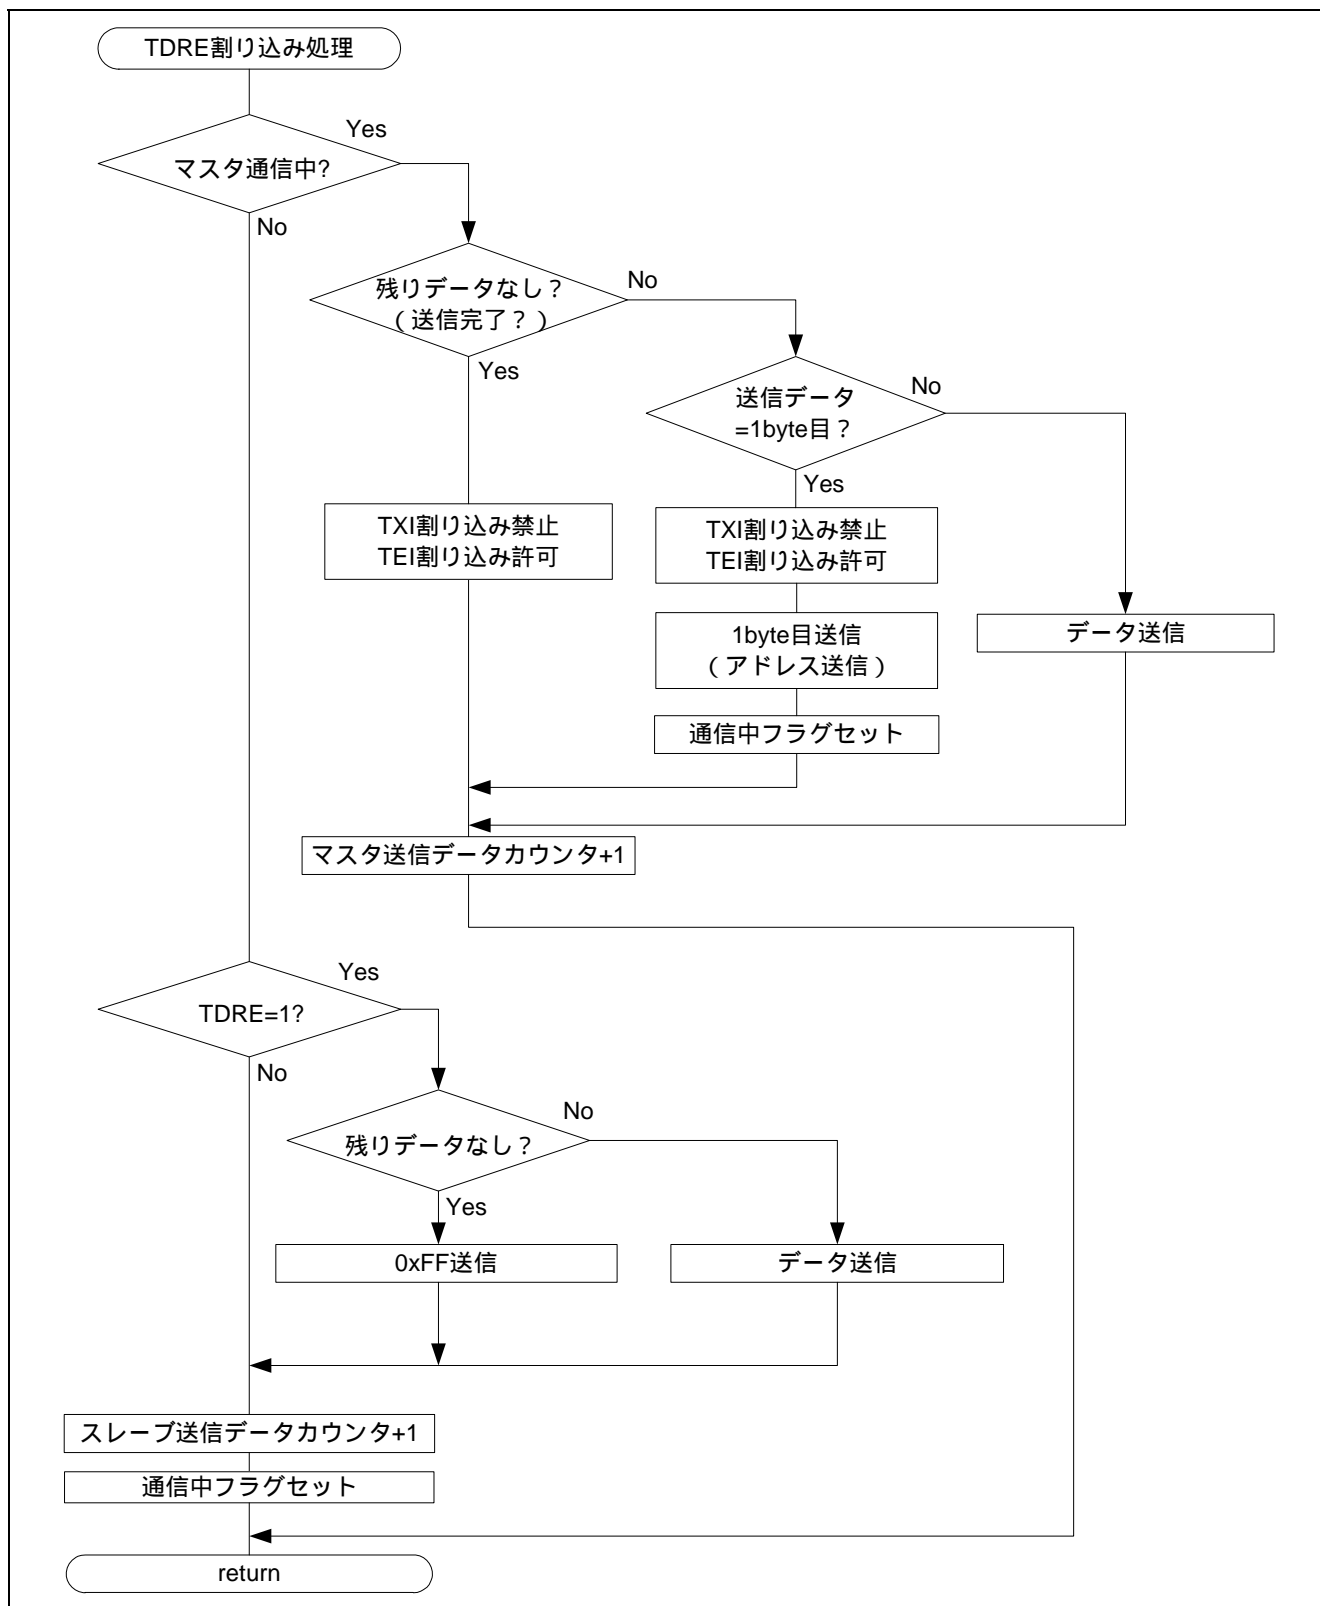 TDRE割り込み処理
マスタ通信中?
Yes
No
残りデータなし？
（送信完了？）
No
Yes
送信データ
=1byte目？
No
Yes
TXI割り込み禁止
TEI割り込み許可
TXI割り込み禁止
TEI割り込み許可
1byte目送信
（アドレス送信）
データ送信
通信中フラグセット
マスタ送信データカウンタ+1
TDRE=1?
Yes
No
残りデータなし？
No
Yes
0xFF送信
データ送信
スレーブ送信データカウンタ+1
通信中フラグセット
return